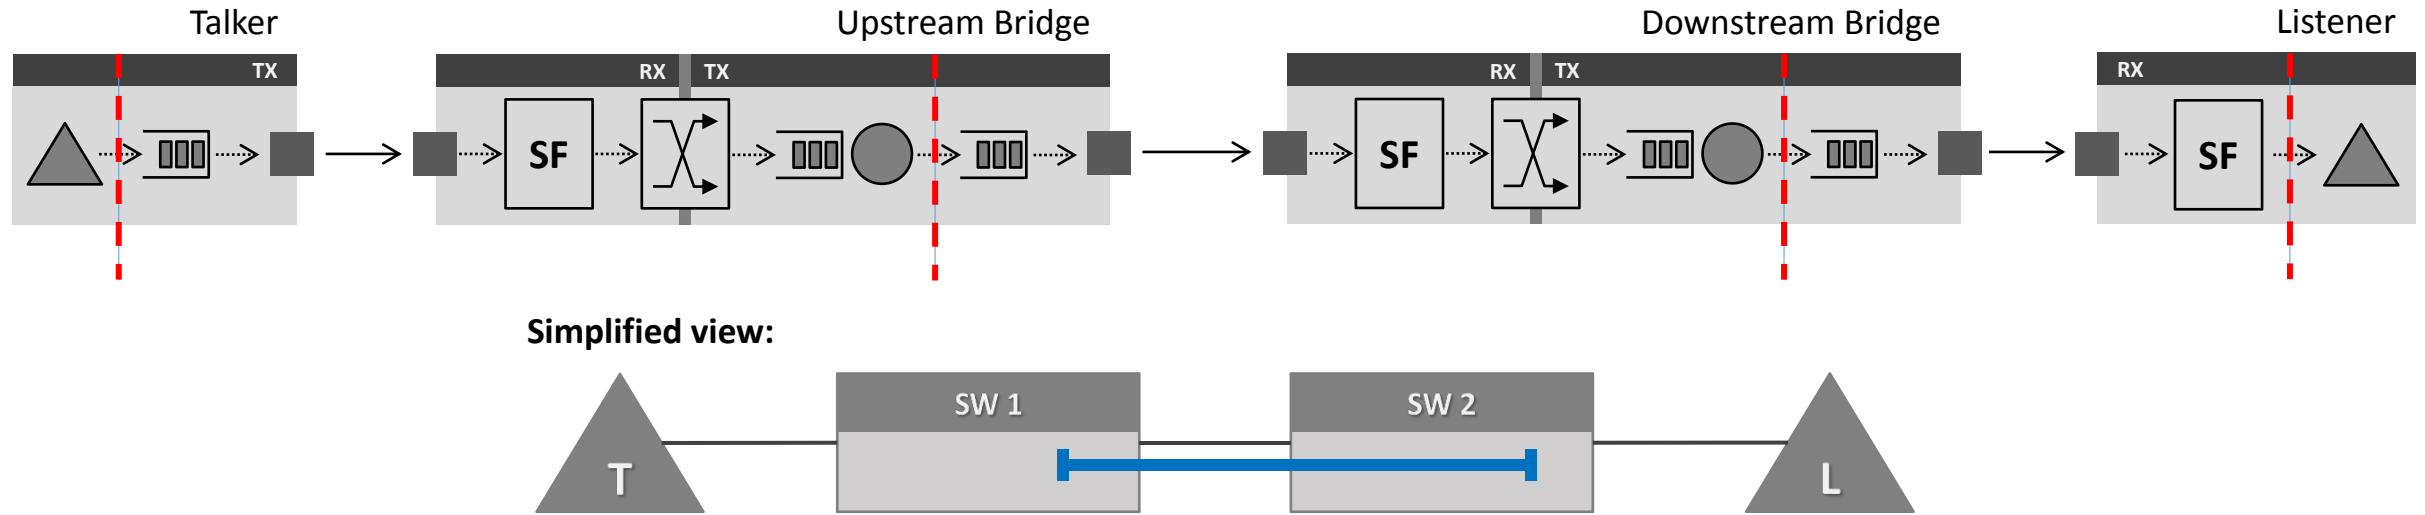 Talker
Upstream Bridge
Downstream Bridge
Listener
TX
RX TX
RX TX
RX
SF
SF
SF
Simplified view:
SW 1
SW 2
T
L